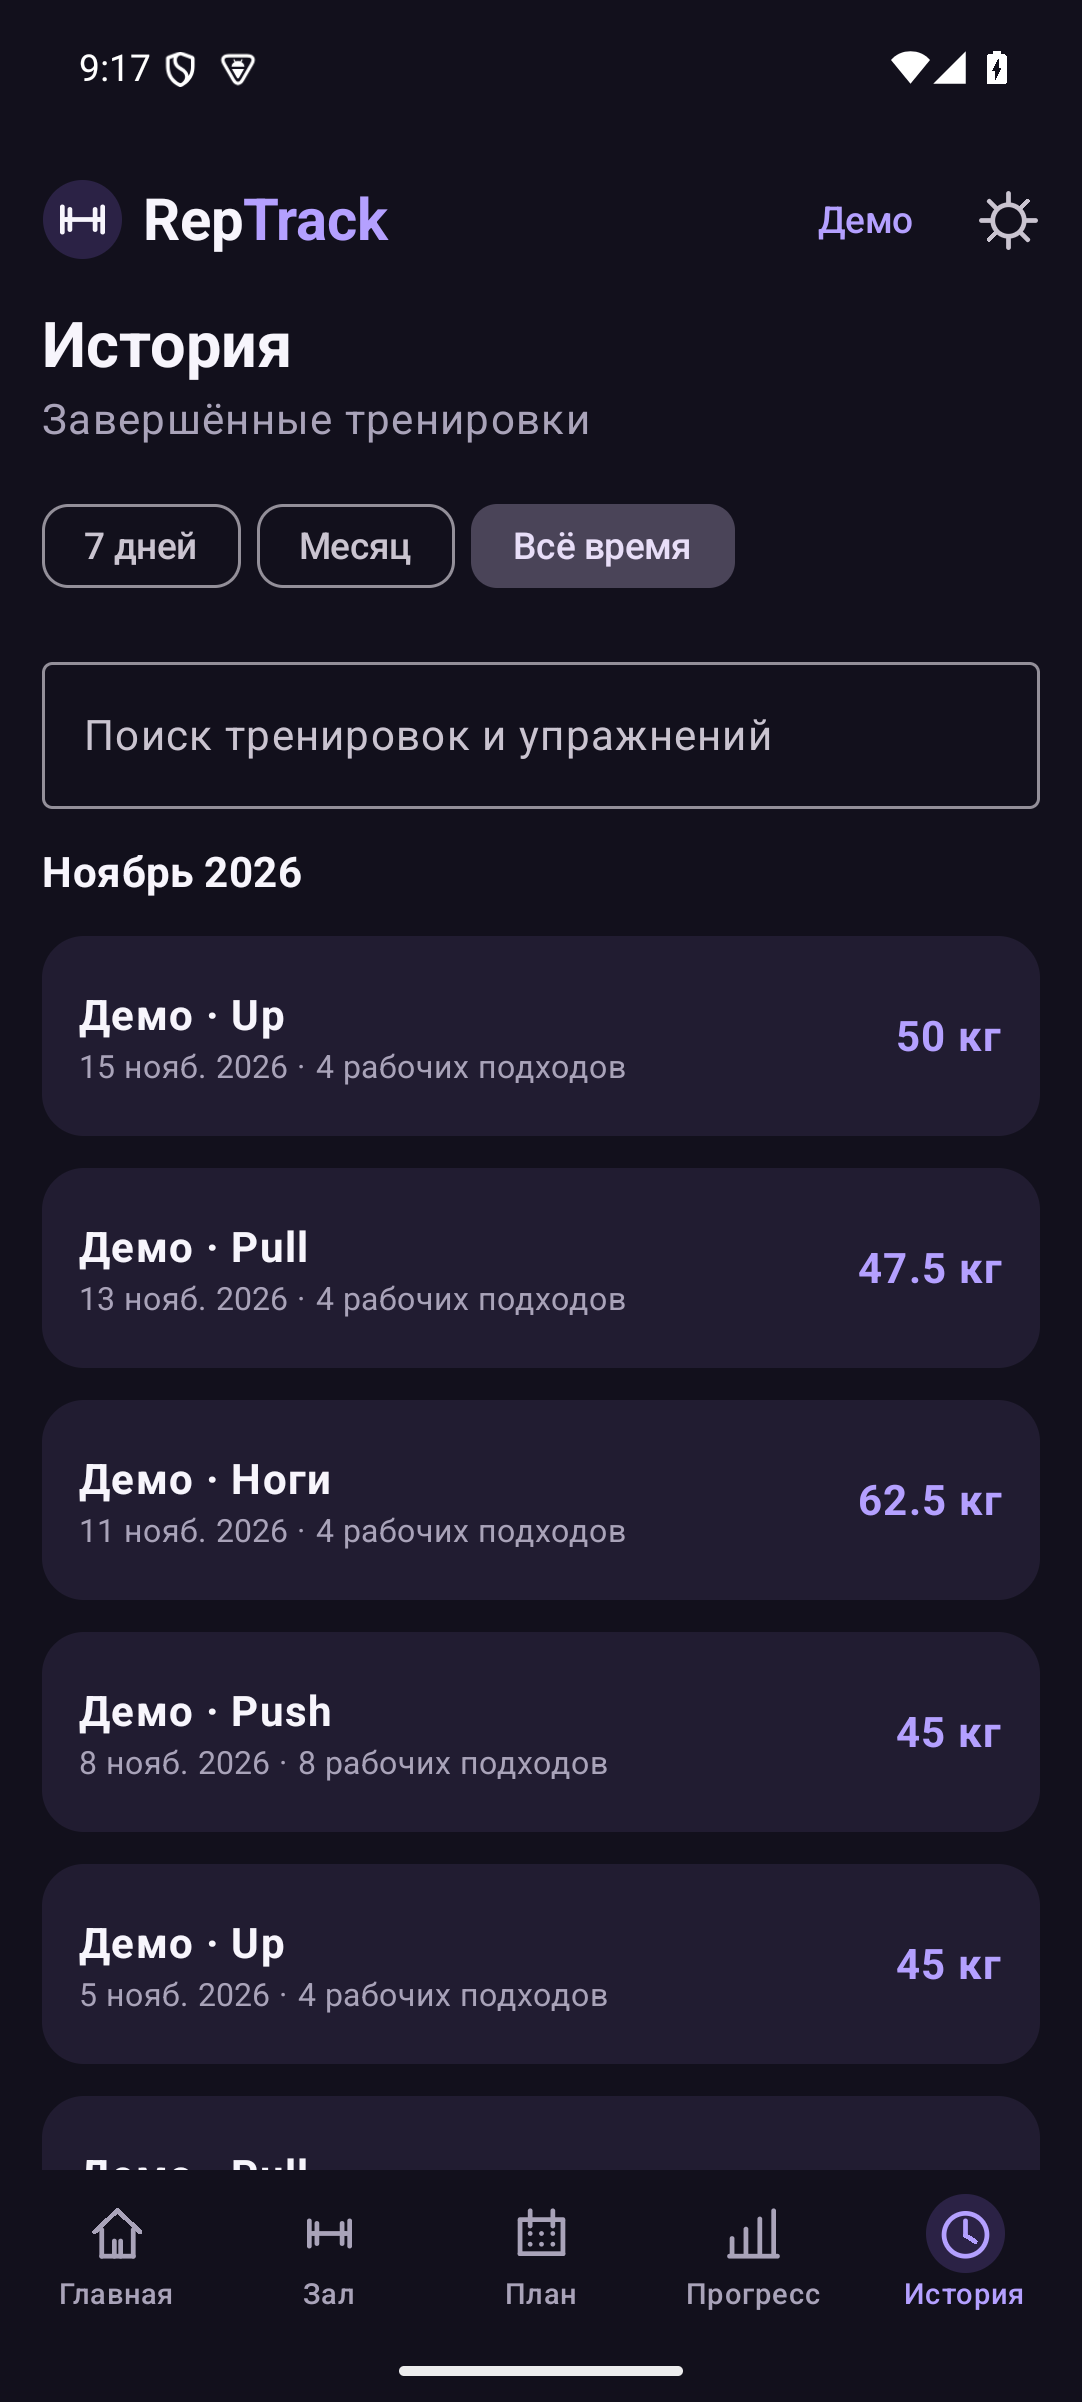 9:17
RepTrack
Демо
История
Завершённые тренировки
7 дней
Месяц
Всё время
Поиск тренировок и упражнений
Ноябрь 2026
Демо · Up
15 нояб. 2026 · 4 рабочих подходов
50 кг
Демо · Pull
13 нояб. 2026 · 4 рабочих подходов
47.5 кг
Демо · Ноги
11 нояб. 2026 · 4 рабочих подходов
62.5 кг
Демо · Push
8 нояб. 2026 · 8 рабочих подходов
45 кг
Демо · Up
5 нояб. 2026 · 4 рабочих подходов
45 кг
Демо · Pull
Главная
Зал
План
Прогресс
История